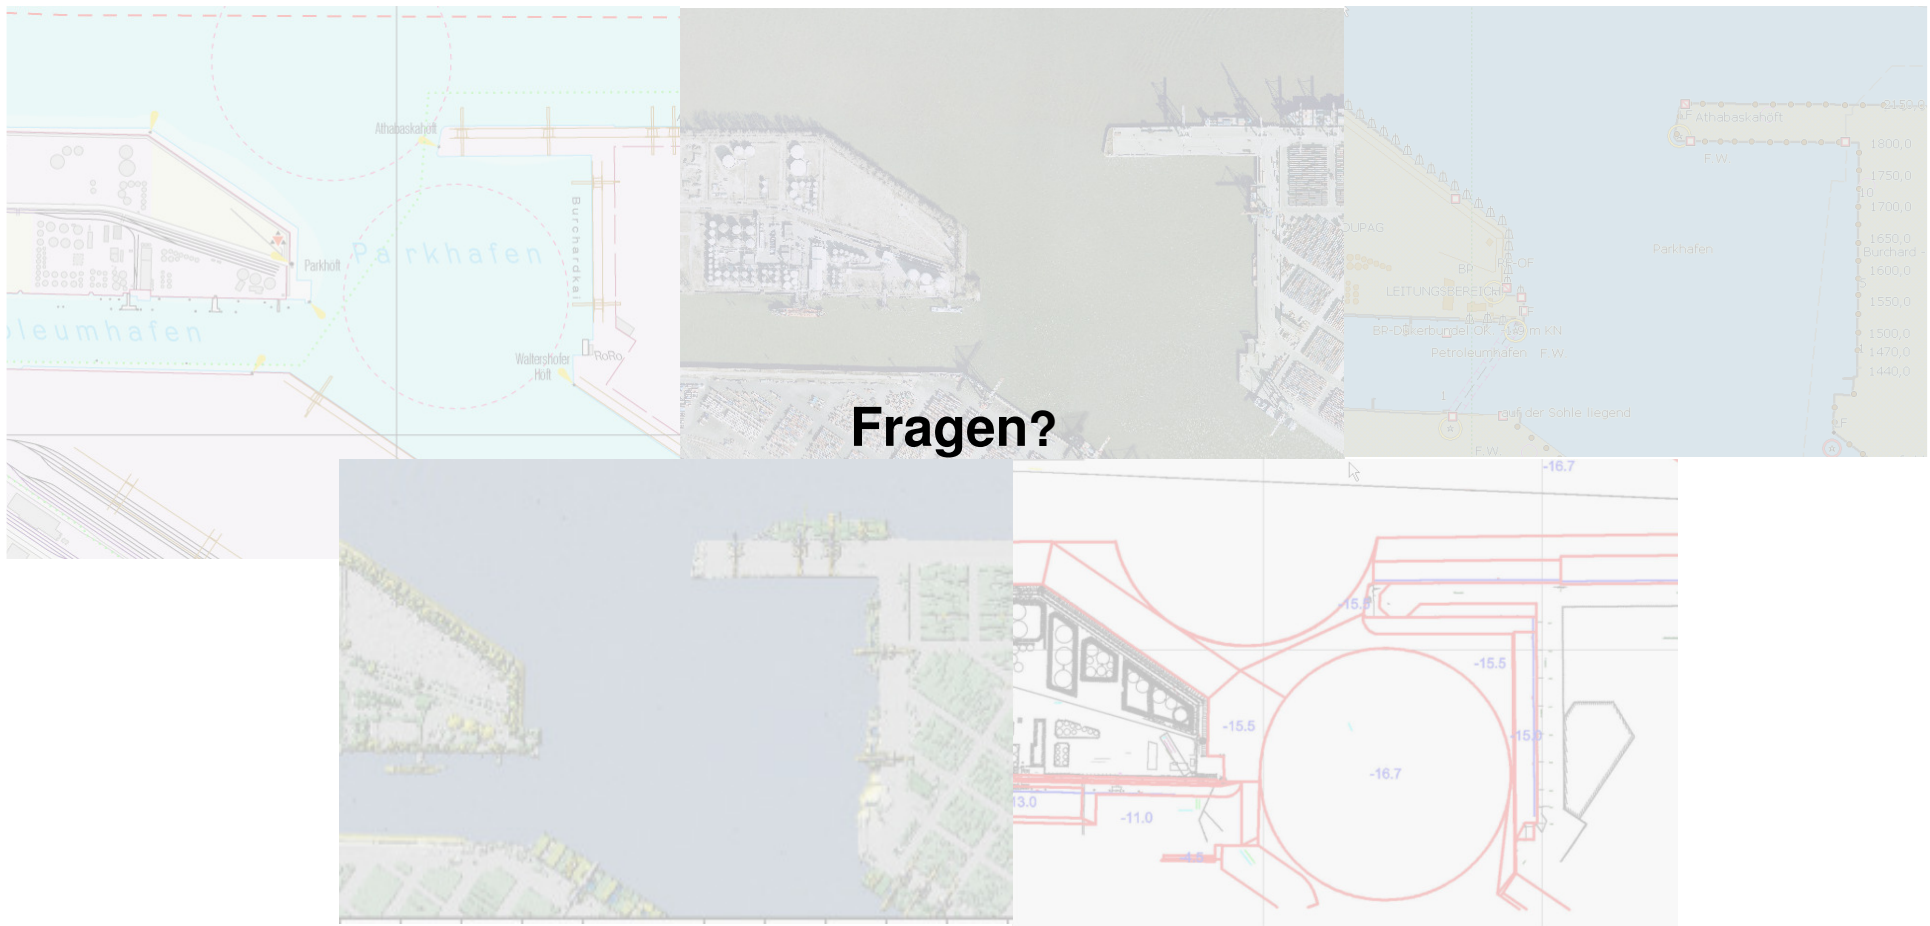 Athabaskahöft
Parkhafen
Burchardkai
Parkhöft
oleumhafen
Waltershofer
Höft
RoRo
Athabaskahöft
F.W
1800,0
1750,0
1700,0
1650,0
Burchard -
1600,0
1550,0
1500,0
1470,0
1440,0
Parkhafen
BP
LEITUNGSBEREICH
Petroleumhafen F.W
auf der Sohle liegend
F.W
Fragen?
-16.7
-15.5
-15.5
-16.7
13.0
-11.0